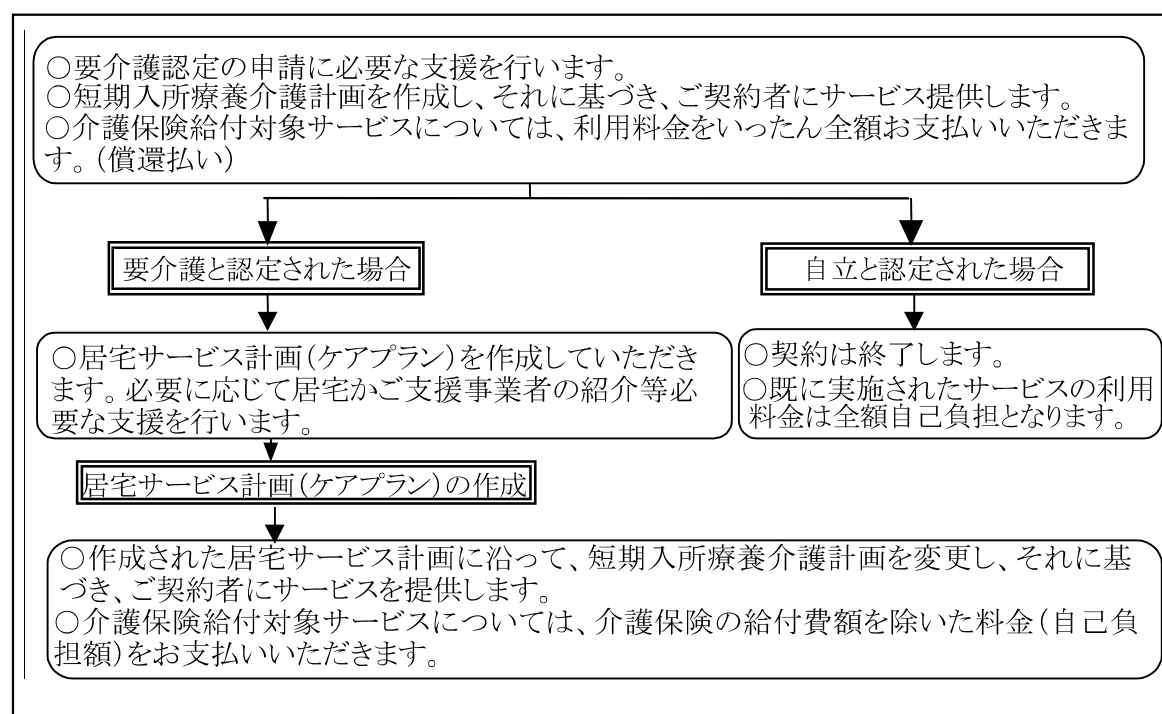 ○要介護認定の申請に必要な支援を行います。
○短期入所療養介護計画を作成し、それに基づき、ご契約者にサービス提供します。
○介護保険給付対象サービスについては、利用料金をいったん全額お支払いいただきま
す。（償還払い）
要介護と認定された場合
自立と認定された場合
○居宅サービス計画（ケアプラン）を作成していただき
ます。必要に応じて居宅かご支援事業者の紹介等必
要な支援を行います。
○契約は終了します。
○既に実施されたサービスの利用
料金は全額自己負担となります。
居宅サービス計画（ケアプラン）の作成
○作成された居宅サービス計画に沿って、短期入所療養介護計画を変更し、それに基
づき、ご契約者にサービスを提供します。
○介護保険給付対象サービスについては、介護保険の給付費額を除いた料金（自己負
担額）をお支払いいただきます。